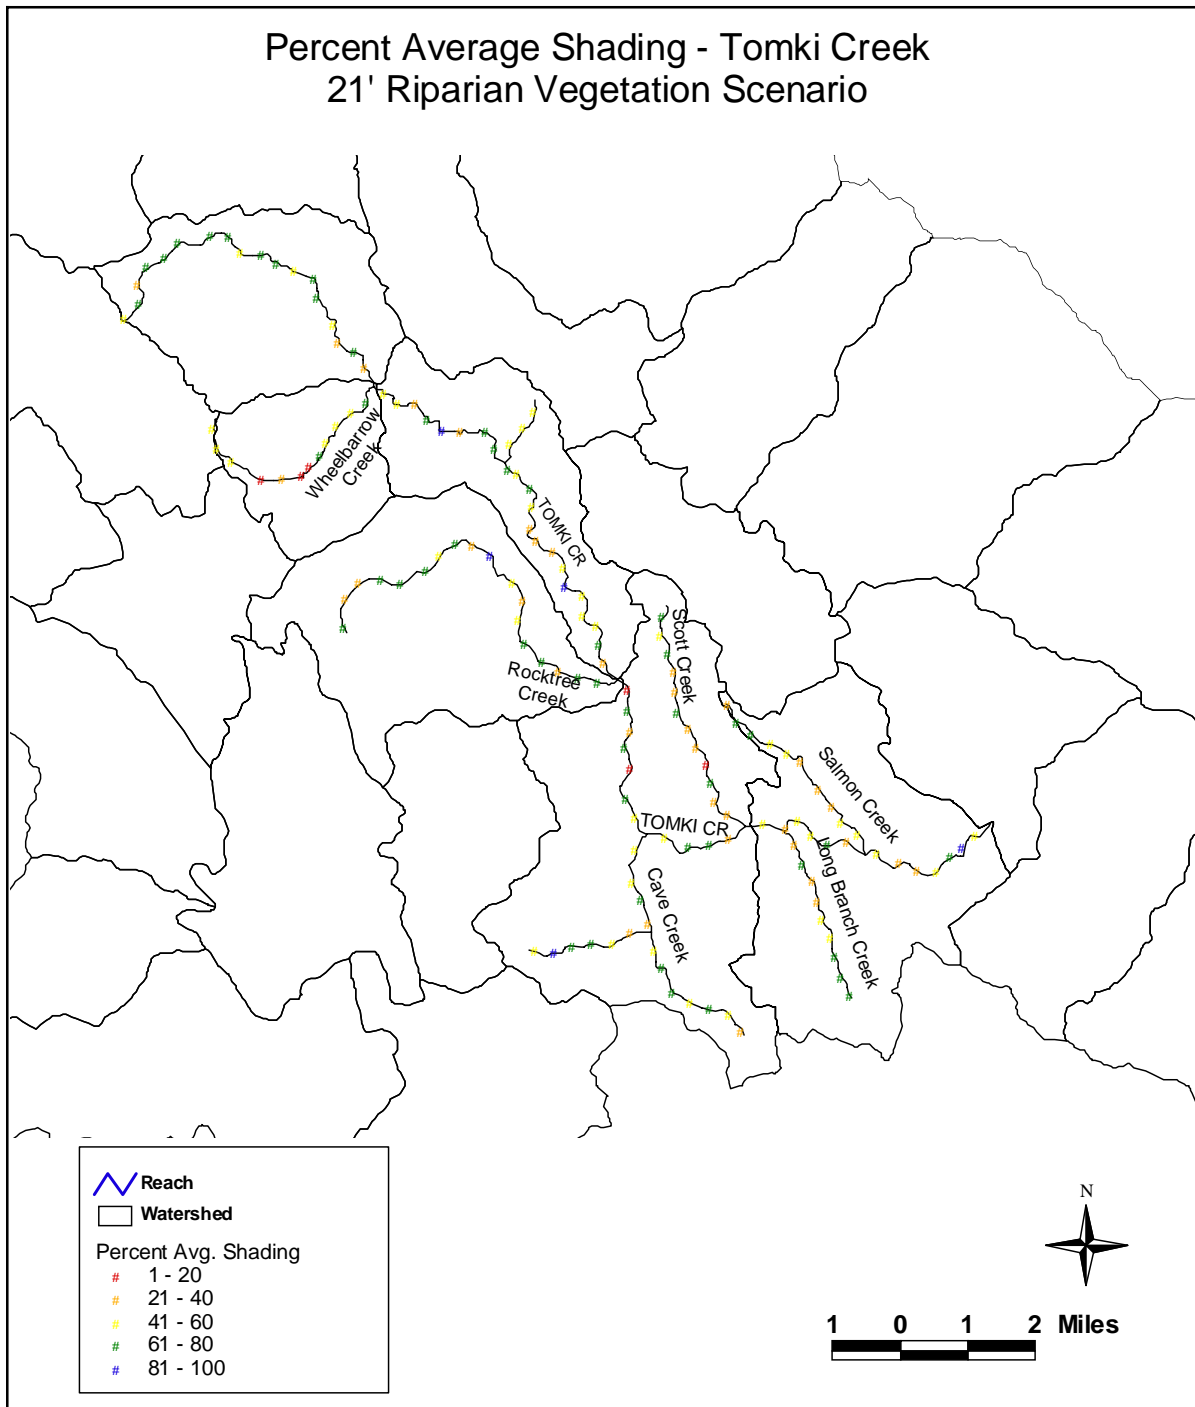 Percent Average Shading - Tomki Creek
21' Riparian Vegetation Scenario
Wheelbarrow
Creek
TOMKI CR
Rocktree
Creek
Scott Creek
Salmon Creek
TOMKI CR
Cave Creek
Long Branch Creek
Reach
Watershed
Percent Avg. Shading
# 1 - 20
# 21 - 40
# 41 - 60
# 61 - 80
# 81 - 100
N
1 0 1 2 Miles